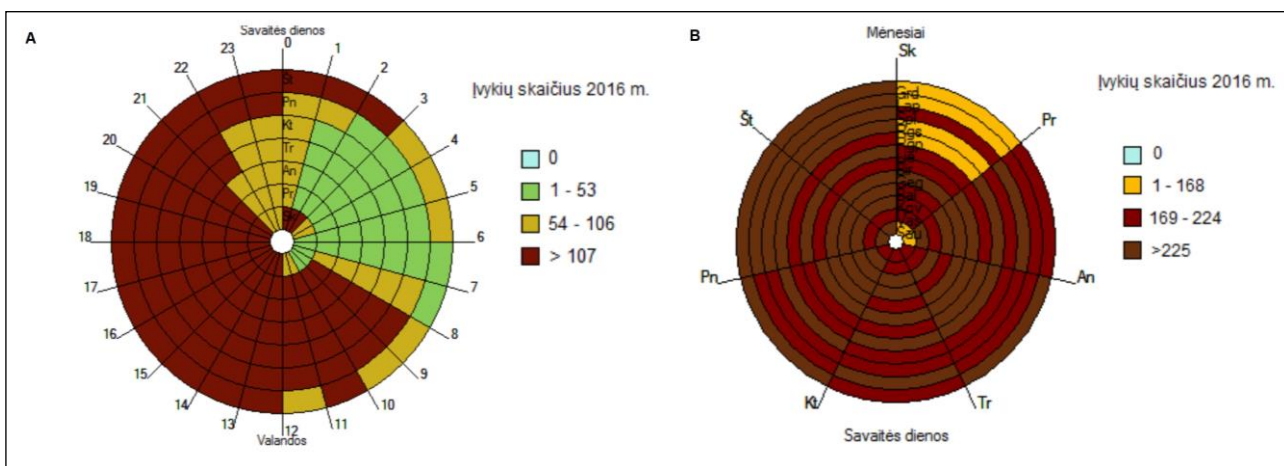 A
Savaitės dienos
0
1
2
3
4
5
6
7
8
9
10
11
12
13
14
15
16
17
18
19
20
21
22
23
Št
Pn
Kt
Tr
An
Pr
Valandos
Įvykių skaičius 2016 m.
0
1 - 53
54 - 106
> 107
B
Mėnesiai
Sk
Pr
An
Tr
Kt
Pn
Št
Grd
Sau
Savaitės dienos
Įvykių skaičius 2016 m.
0
1 - 168
169 - 224
>225